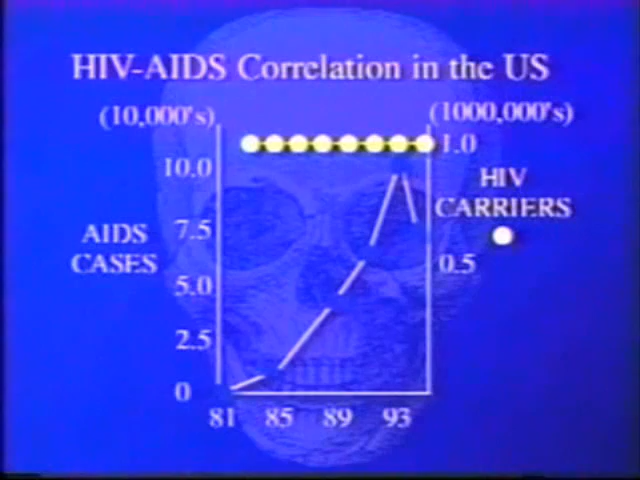 HIV-AIDS Correlation in the US
(10,000's)
(1000,000's)
1.0
10.0
HIV
CARRIERS
7.5
AIDS
CASES
0.5
5.0
2.5
0
81 85 89 93